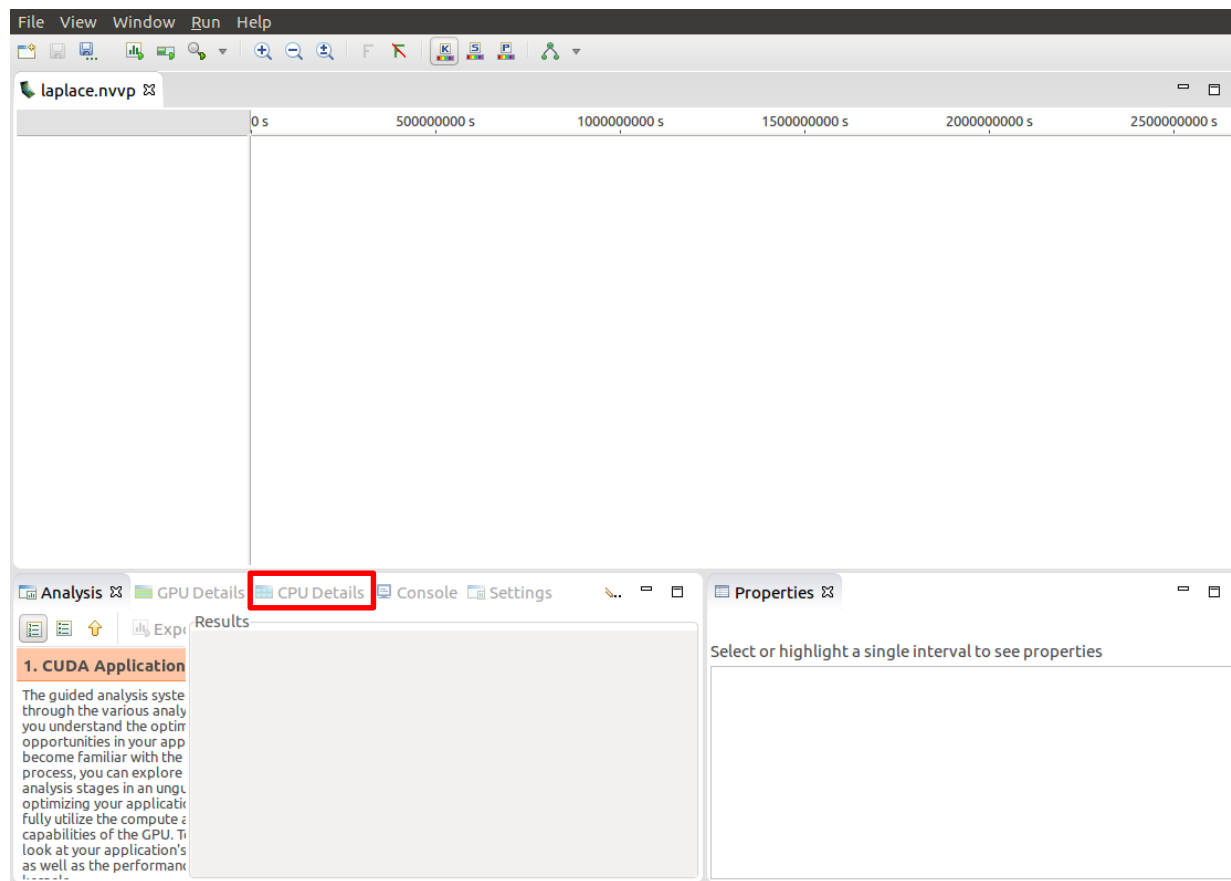 File View Window Run Help
F K S P
laplace.nvvp
0 s 500000000 s 1000000000 s 1500000000 s 2000000000 s 2500000000 s
Analysis GPU Details CPU Details Console Settings
Properties
Expo
Results
1. CUDA Application
The guided analysis syste
through the various analy
you understand the optim
opportunities in your app
become familiar with the
process, you can explore
analysis stages in an ungu
optimizing your applicatio
fully utilize the compute a
capabilities of the GPU. To
look at your application's
as well as the performanc
Select or highlight a single interval to see properties